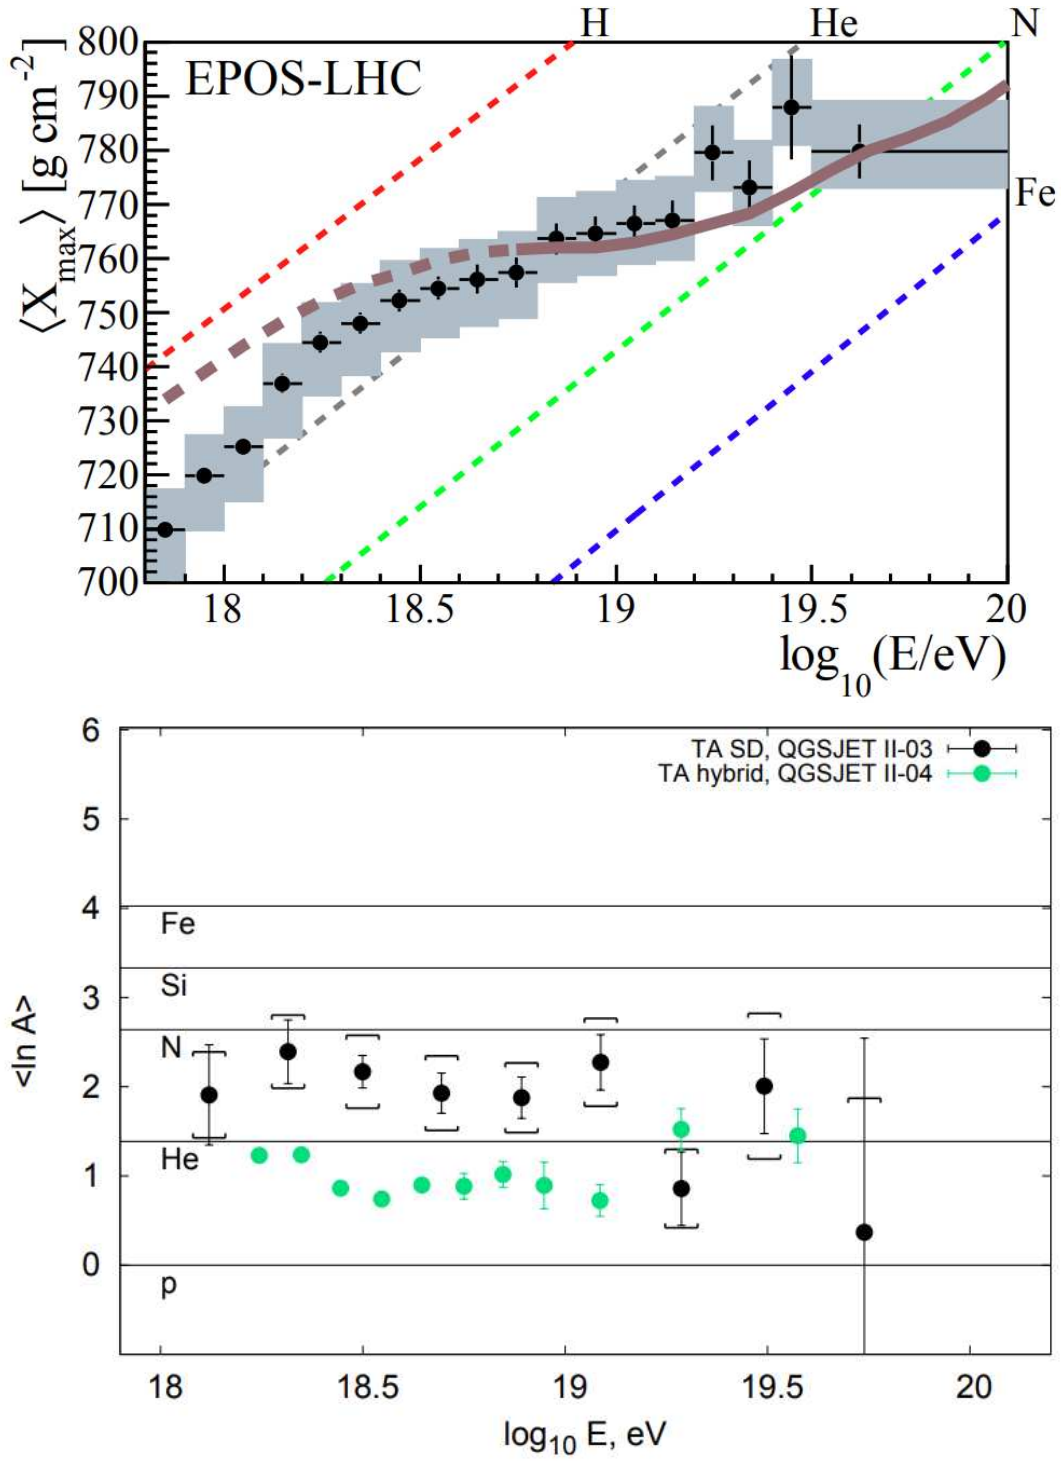 H He N
800
EPOS-LHC
790
780
770
Fe
760
750
740
730
720
710
700
⟨X_max⟩ [g cm^-2]
18 18.5 19 19.5 20
log_10(E/eV)
6
TA SD, QGSJET II-03
TA hybrid, QGSJET II-04
5
4
Fe
Si
3
N
2
He
1
0
p
<ln A>
18 18.5 19 19.5 20
log_10 E, eV